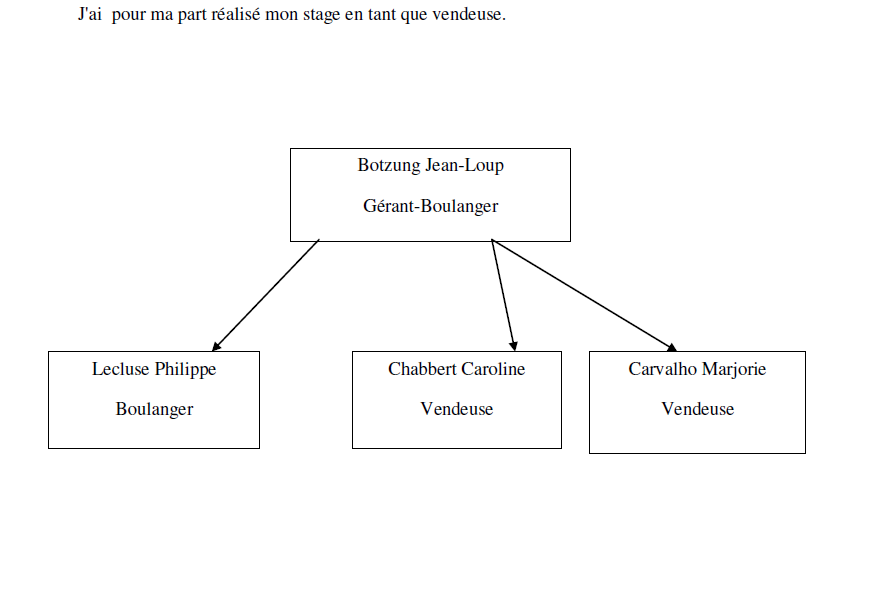 J'ai  pour ma part réalisé mon stage en tant que vendeuse.
Botzung Jean-Loup
Gérant-Boulanger
Lecluse Philippe
Boulanger
Chabbert Caroline
Vendeuse
Carvalho Marjorie
Vendeuse